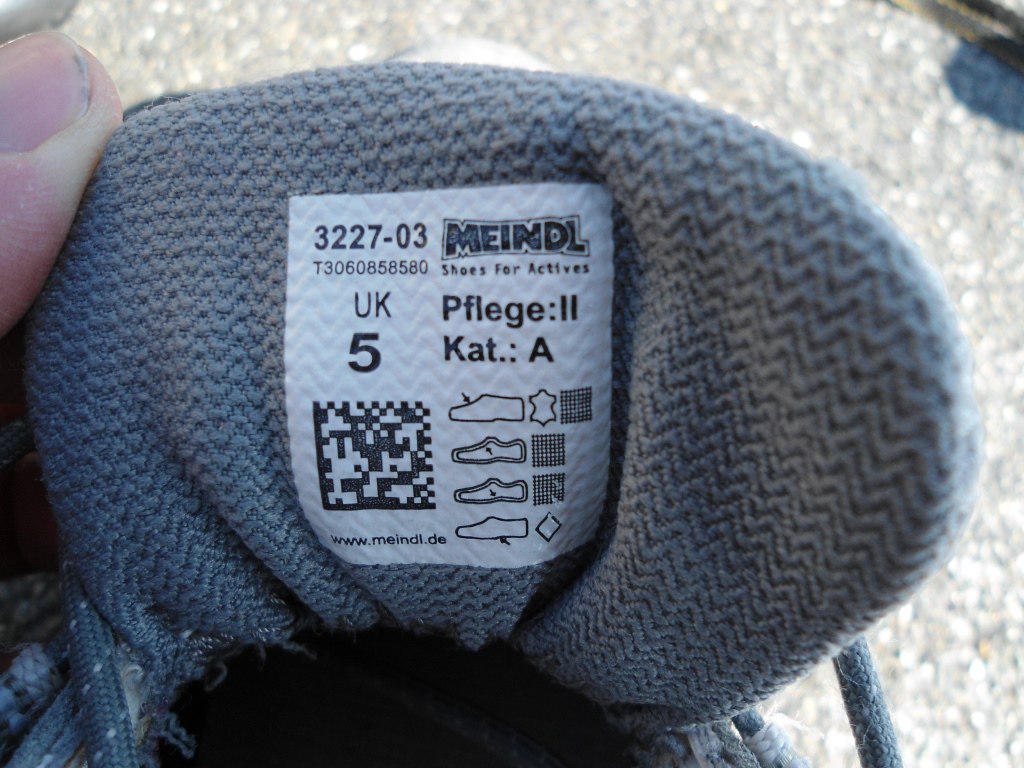 3227-03 MEINDL
T3060858580 Shoes For Actives
UK Pflege:II
5 Kat.: A
www.meindl.de